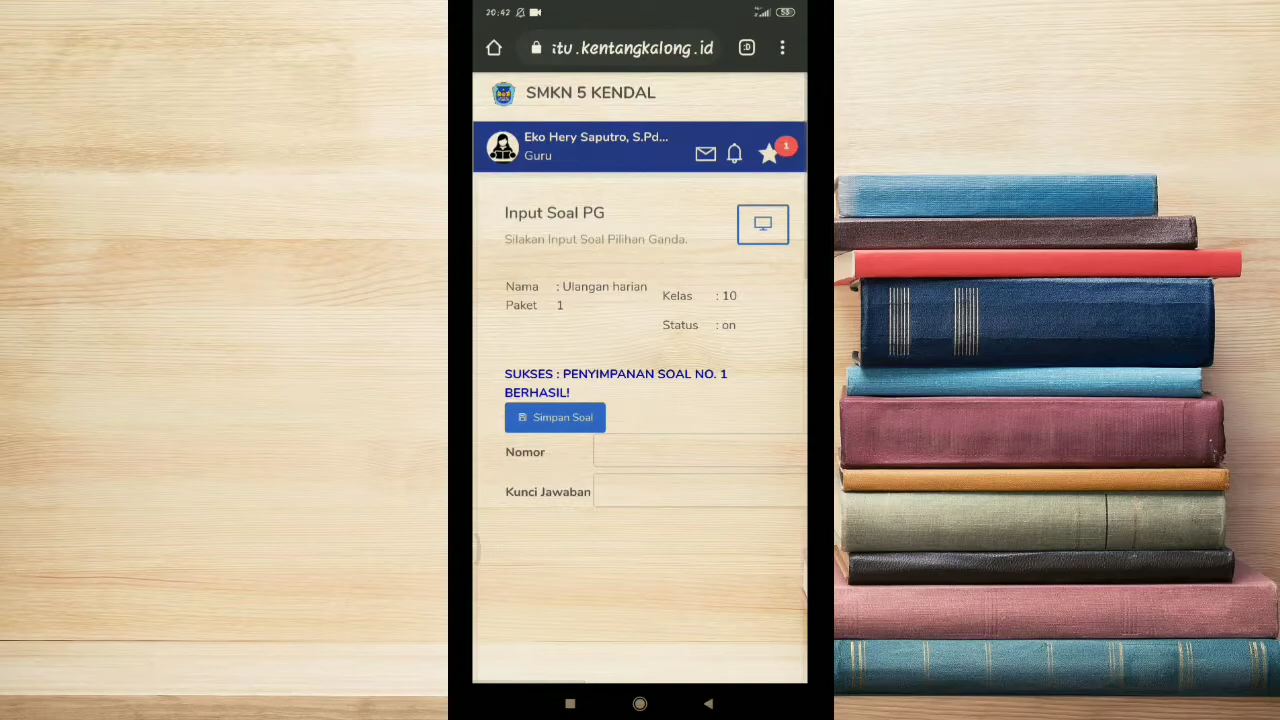 20:42
53
itu.kentangkalong.id
:D
SMKN 5 KENDAL
Eko Hery Saputro, S.Pd...
Guru
1
Input Soal PG
Silakan Input Soal Pilihan Ganda.
Nama : Ulangan harian
Paket 1
Kelas : 10
Status : on
SUKSES : PENYIMPANAN SOAL NO. 1
BERHASIL!
Simpan Soal
Nomor
Kunci Jawaban